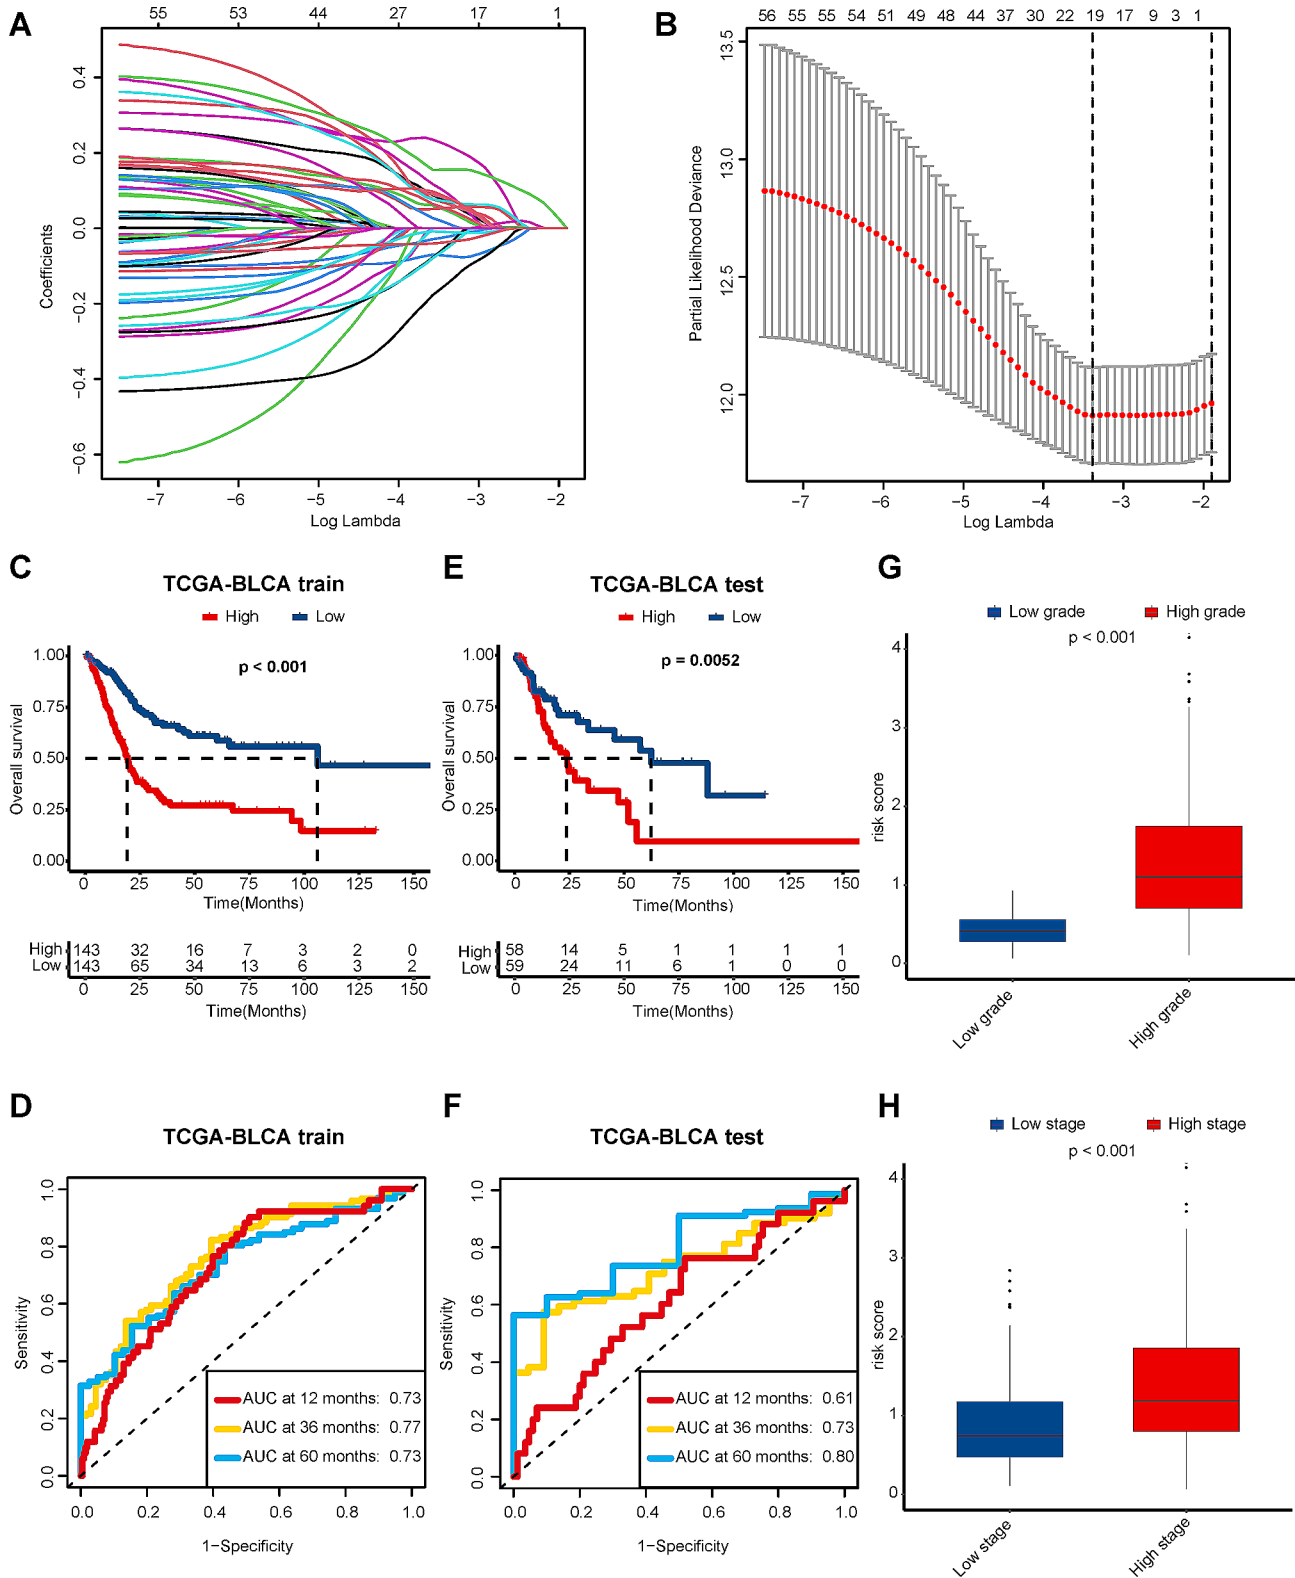 A
55 53 44 27 17 1
Coefficients
0.4
0.2
0.0
−0.2
−0.4
−0.6
−7 −6 −5 −4 −3 −2
Log Lambda
B
56 55 55 54 51 49 48 44 37 30 22 19 17 9 3 1
Partial Likelihood Deviance
13.5
13.0
12.5
12.0
−7 −6 −5 −4 −3 −2
Log Lambda
C
TCGA-BLCA train
High Low
p < 0.001
Overall survival
1.00
0.75
0.50
0.25
0.00
0 25 50 75 100 125 150
Time(Months)
High 143 32 16 7 3 2 0
Low 143 65 34 13 6 3 2
0 25 50 75 100 125 150
Time(Months)
E
TCGA-BLCA test
High Low
p = 0.0052
Overall survival
1.00
0.75
0.50
0.25
0.00
0 25 50 75 100 125 150
Time(Months)
High 58 14 5 1 1 1 1
Low 59 24 11 6 1 0 0
0 25 50 75 100 125 150
Time(Months)
G
Low grade High grade
p < 0.001
risk score
4
3
2
1
0
Low grade
High grade
D
TCGA-BLCA train
Sensitivity
1.0
0.8
0.6
0.4
0.2
0.0
AUC at 12 months: 0.73
AUC at 36 months: 0.77
AUC at 60 months: 0.73
0.0 0.2 0.4 0.6 0.8 1.0
1−Specificity
F
TCGA-BLCA test
Sensitivity
1.0
0.8
0.6
0.4
0.2
0.0
AUC at 12 months: 0.61
AUC at 36 months: 0.73
AUC at 60 months: 0.80
0.0 0.2 0.4 0.6 0.8 1.0
1−Specificity
H
Low stage High stage
p < 0.001
risk score
4
3
2
1
0
Low stage
High stage